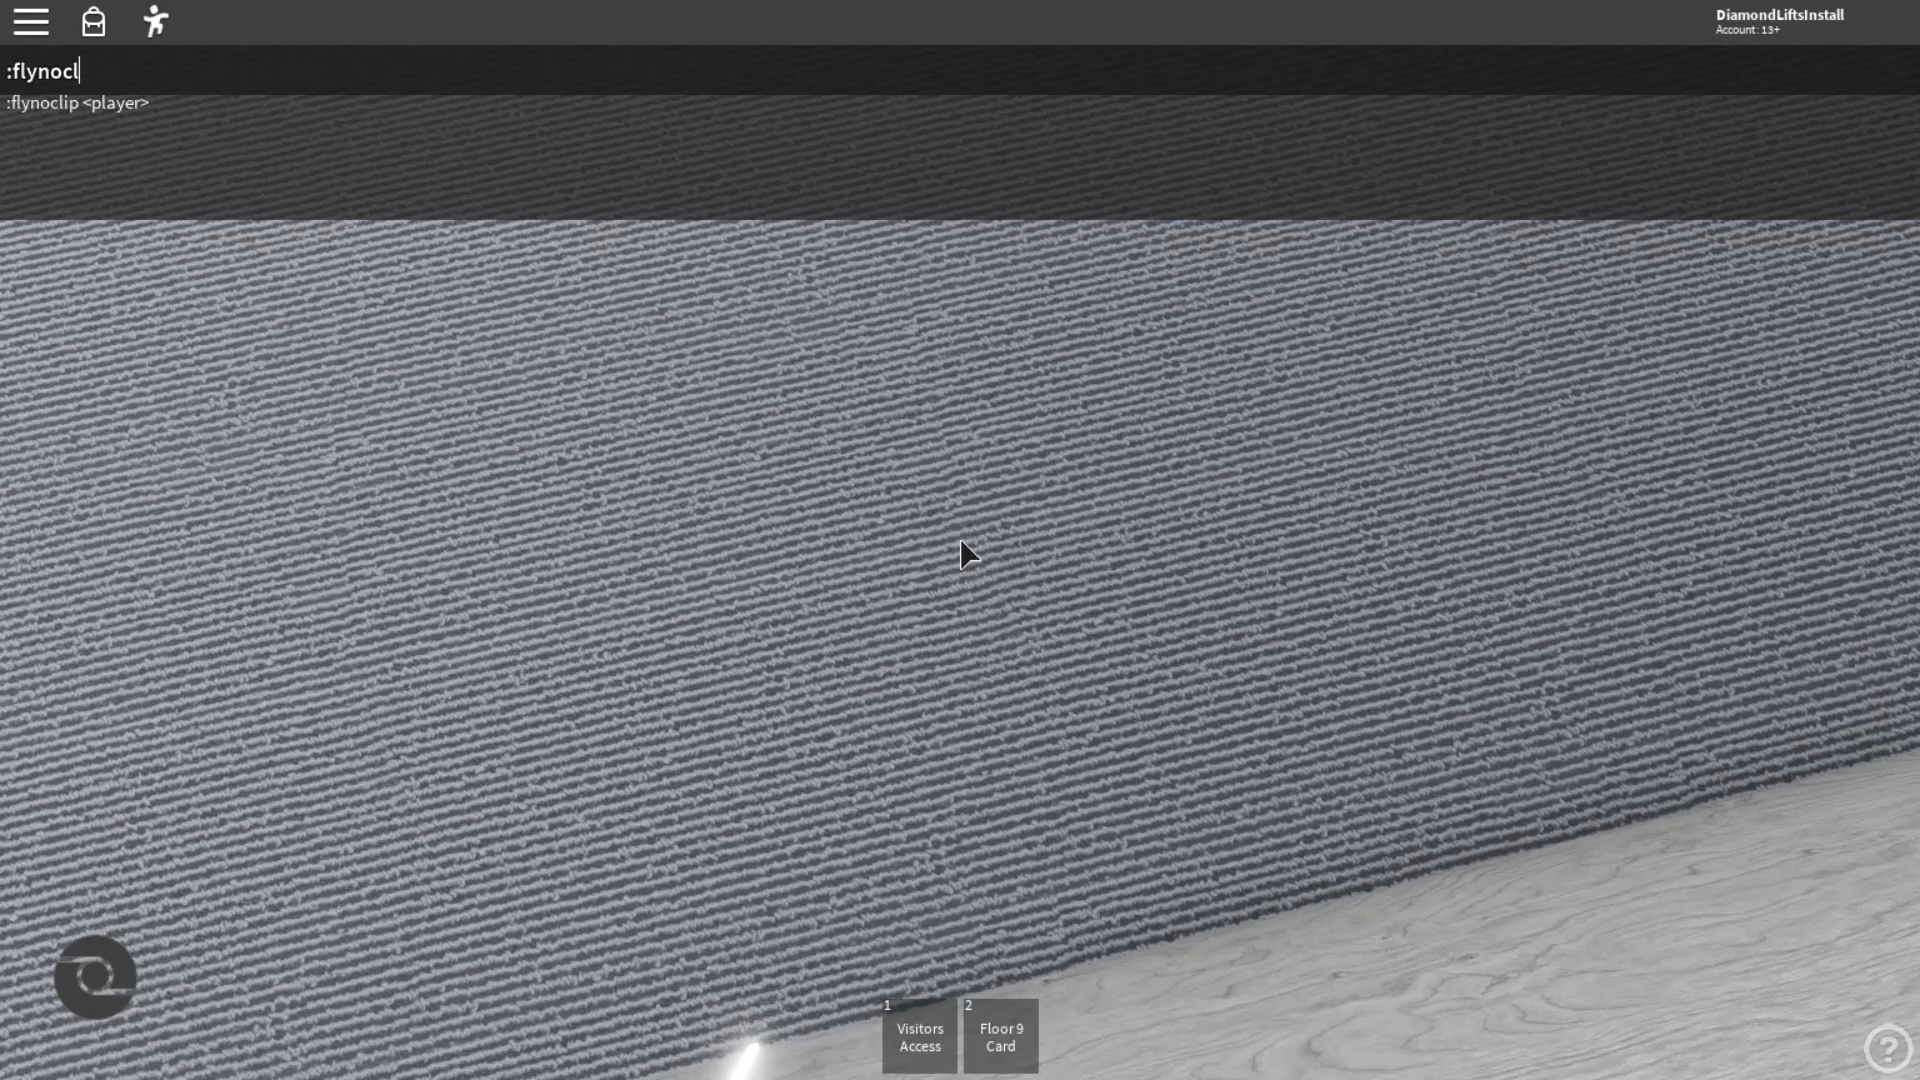 DiamondLiftsInstall
Account: 13+
:flynocl
:flynoclip <player>
1
Visitors
Access
2
Floor 9
Card
?